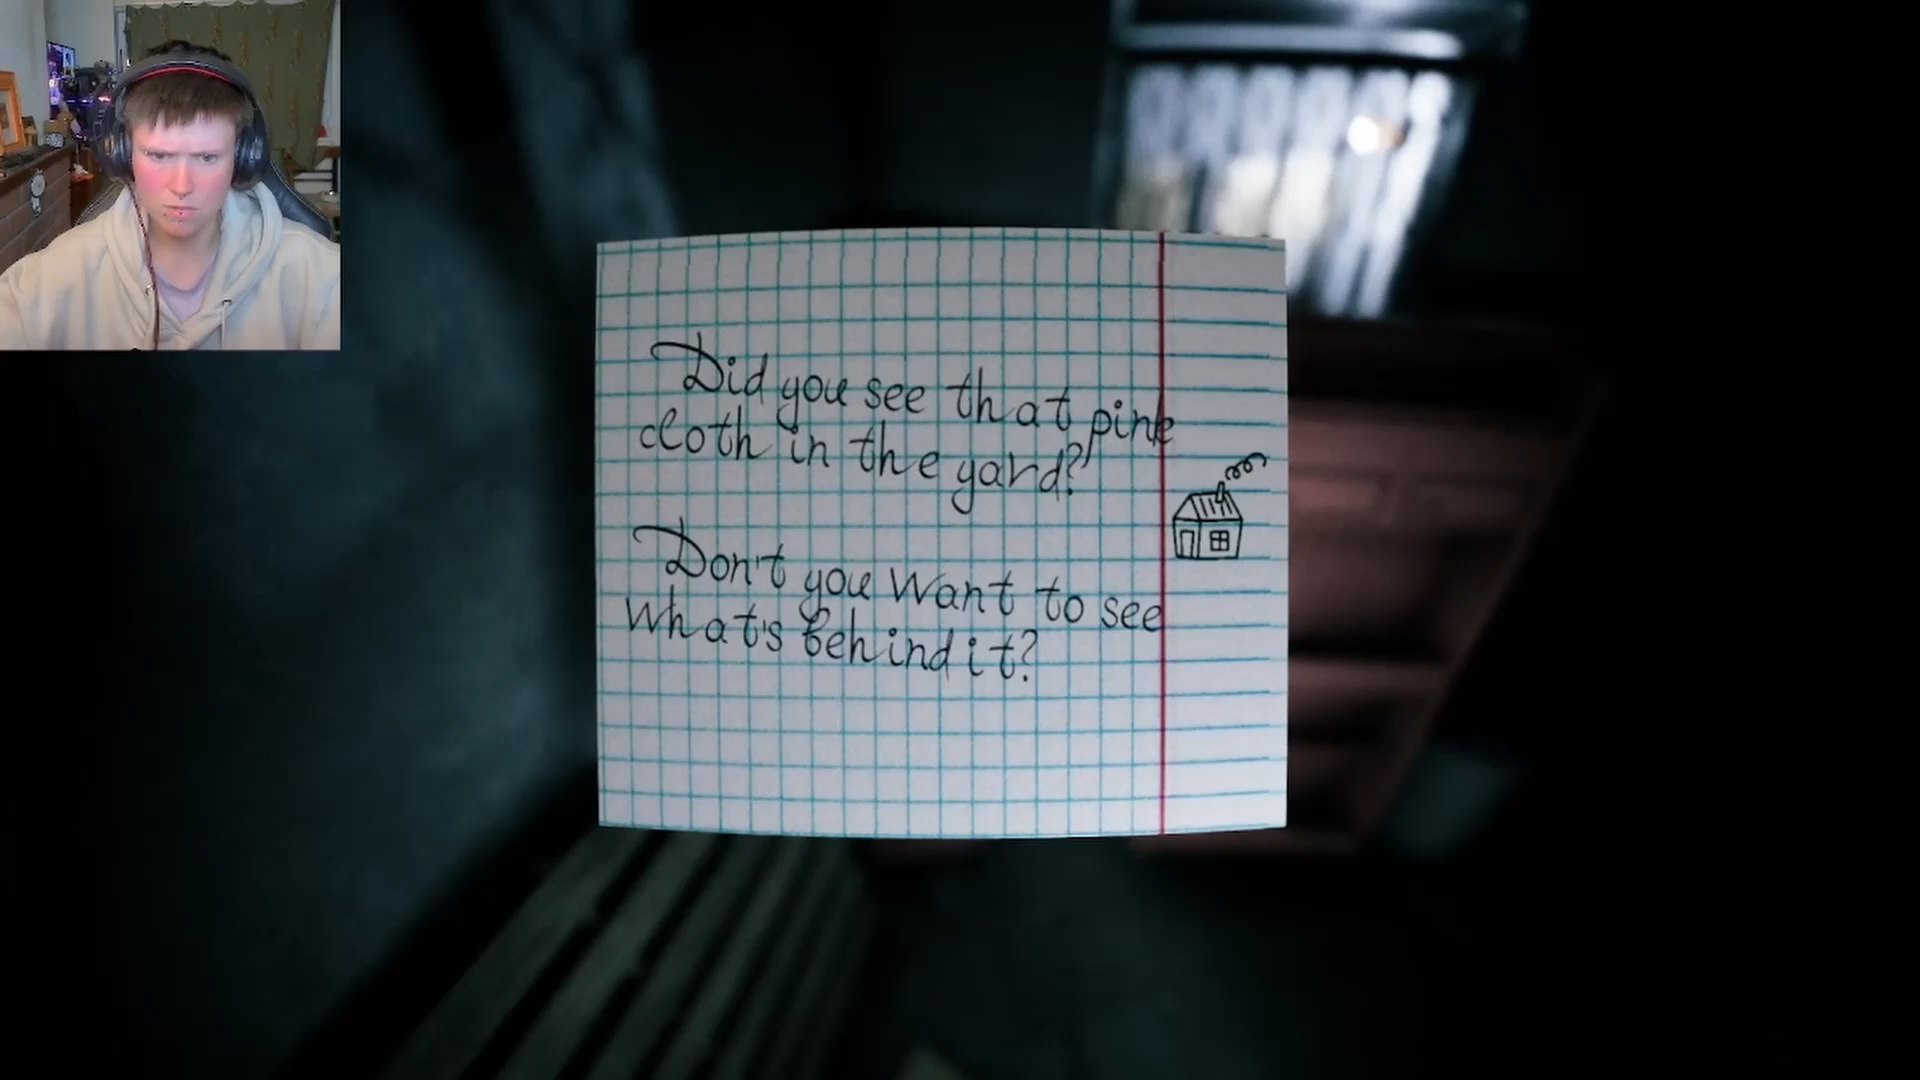 Did you see that pink
cloth in the yard?
Don't you want to see
what's behind it?